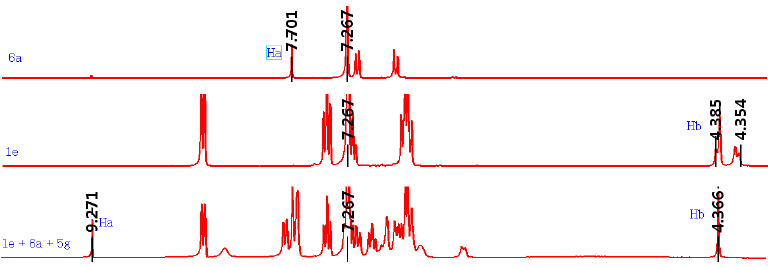 6a
Ha
7.701
7.267
1e
7.267
Hb
4.385
4.354
1e + 6a + 5g
9.271
Ha
7.267
Hb
4.366